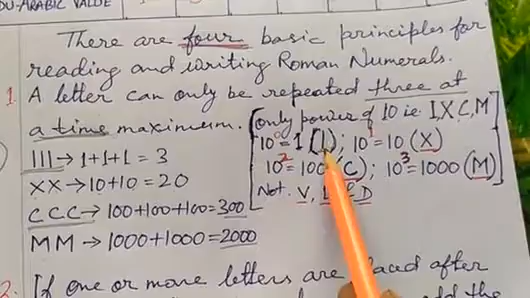 DU-ARABIC VALUE
There are four basic principles for
reading and writing Roman Numerals.
1. A letter can only be repeated three at
a time maximum. [only power of 10 ie I, X, C, M
III → 1+1+1 = 3 10⁰ = 1 (I); 10¹ = 10 (X)
XX → 10+10 = 20 10² = 100 (C); 10³ = 1000 (M)
CCC → 100+100+100 = 300 Not V, L & D
MM → 1000+1000 = 2000
2. If one or more letters are placed after